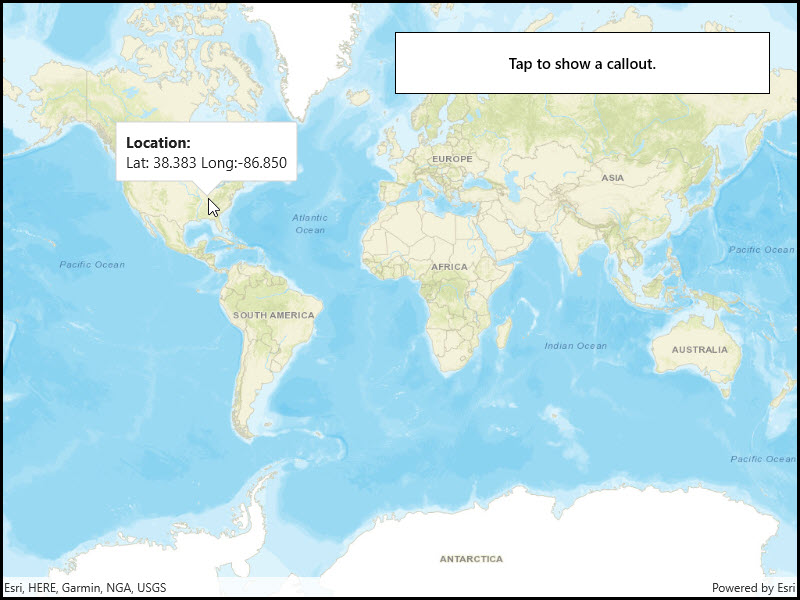 Tap to show a callout.
Location:
Lat: 38.383 Long:-86.850
EUROPE
ASIA
Atlantic
Ocean
Pacific Ocean
Pacific Ocean
AFRICA
SOUTH AMERICA
Indian Ocean
AUSTRALIA
Pacific Ocean
ANTARCTICA
Esri, HERE, Garmin, NGA, USGS
Powered by Esri